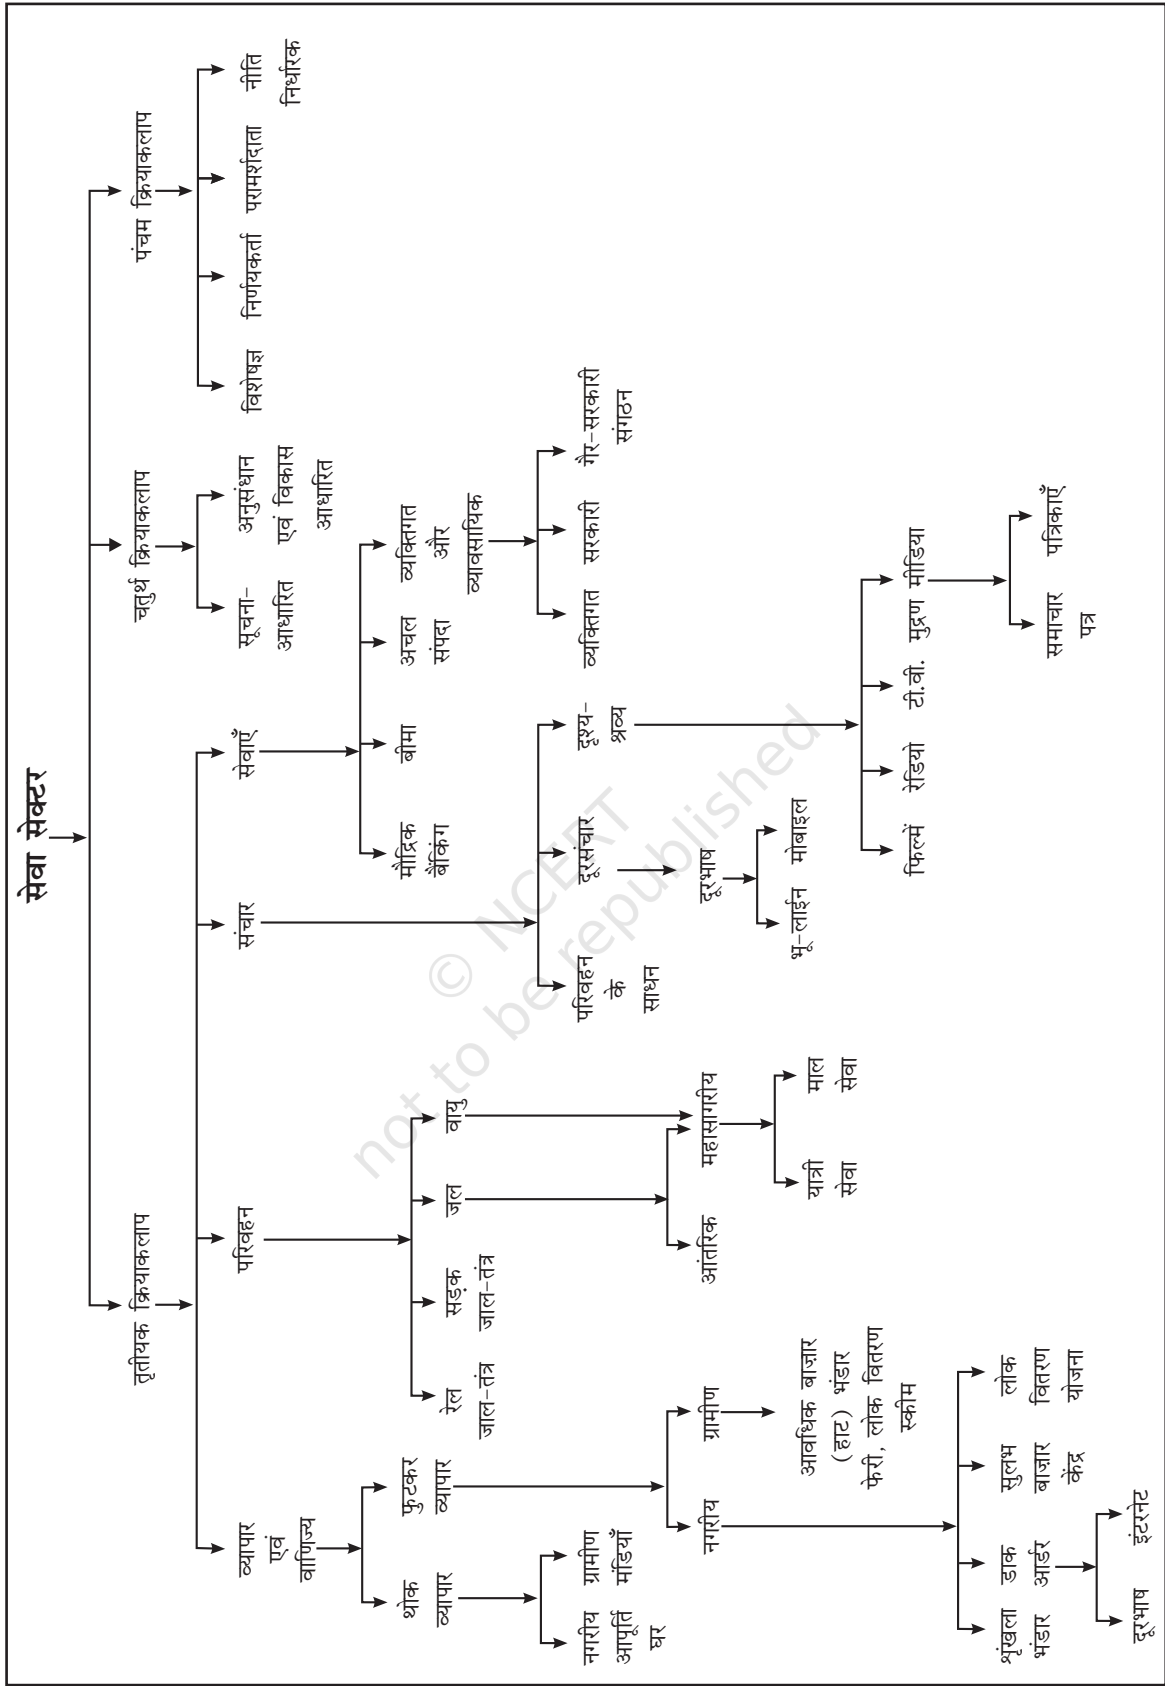 सेवा सेक्टर
तृतीयक क्रियाकलाप
चतुर्थ क्रियाकलाप
पंचम क्रियाकलाप
व्यापार
एवं
वाणिज्य
परिवहन
संचार
सेवाएँ
सूचना-
आधारित
अनुसंधान
एवं विकास
आधारित
विशेषज्ञ
निर्णयकर्ता
परामर्शदाता
नीति
निर्धारक
थोक
व्यापार
फुटकर
व्यापार
रेल
जाल-तंत्र
सड़क
जाल-तंत्र
जल
वायु
मौद्रिक
बैंकिंग
बीमा
अचल
संपदा
व्यक्तिगत
और
व्यावसायिक
नगरीय
आपूर्ति
घर
ग्रामीण
मंडियाँ
परिवहन
के
साधन
दूरसंचार
दृश्य-
श्रव्य
व्यक्तिगत
सरकारी
गैर-सरकारी
संगठन
नगरीय
ग्रामीण
आंतरिक
महासागरीय
दूरभाष
आवधिक बाज़ार
(हाट) भंडार
फेरी, लोक वितरण
स्कीम
यात्री
सेवा
माल
सेवा
भू-लाईन
मोबाइल
फिल्में
रेडियो
टी.वी.
मुद्रण मीडिया
शृंखला
भंडार
डाक
आर्डर
सुलभ
बाज़ार
केंद्र
लोक
वितरण
योजना
समाचार
पत्र
पत्रिकाएँ
दूरभाष
इंटरनेट
© NCERT
not to be republished